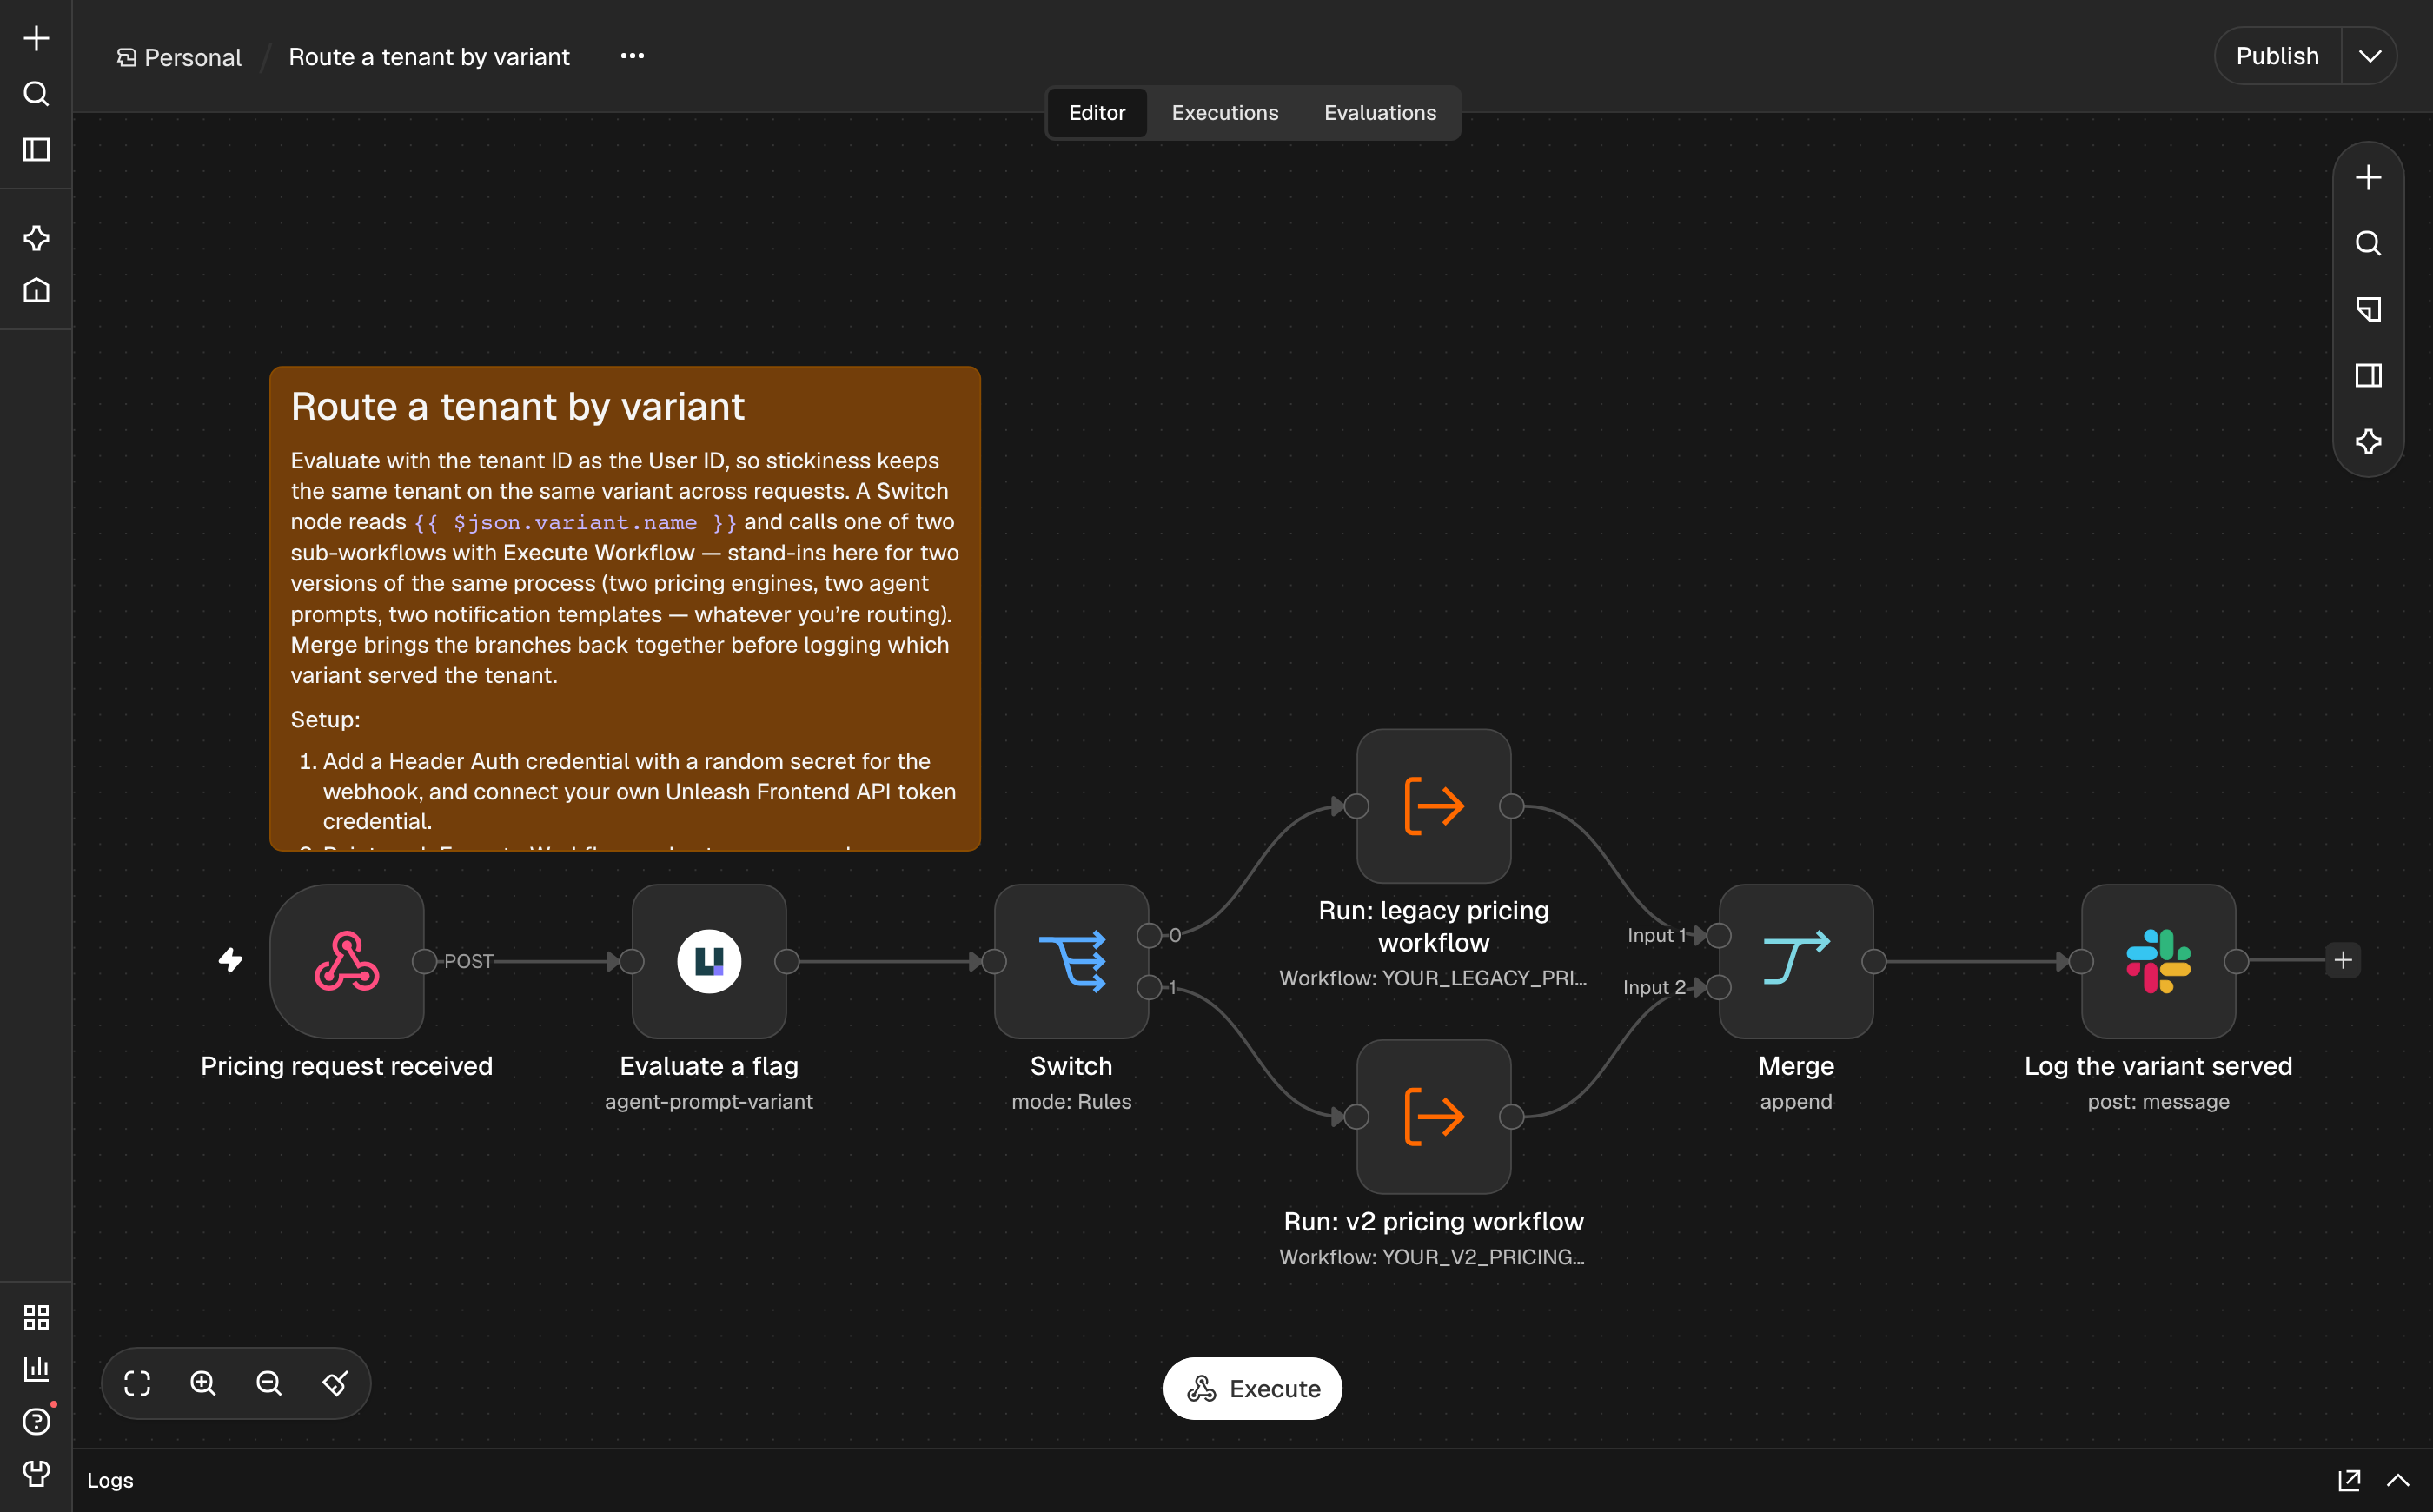 Personal / Route a tenant by variant
Publish
Editor Executions Evaluations
Route a tenant by variant
Evaluate with the tenant ID as the User ID, so stickiness keeps
the same tenant on the same variant across requests. A Switch
node reads {{ $json.variant.name }} and calls one of two
sub-workflows with Execute Workflow — stand-ins here for two
versions of the same process (two pricing engines, two agent
prompts, two notification templates — whatever you’re routing).
Merge brings the branches back together before logging which
variant served the tenant.
Setup:
1. Add a Header Auth credential with a random secret for the
webhook, and connect your own Unleash Frontend API token
credential.
POST
0
1
Input 1
Input 2
Pricing request received
Evaluate a flag
agent-prompt-variant
Switch
mode: Rules
Run: legacy pricing
workflow
Workflow: YOUR_LEGACY_PRI...
Run: v2 pricing workflow
Workflow: YOUR_V2_PRICING...
Merge
append
Log the variant served
post: message
Execute
Logs